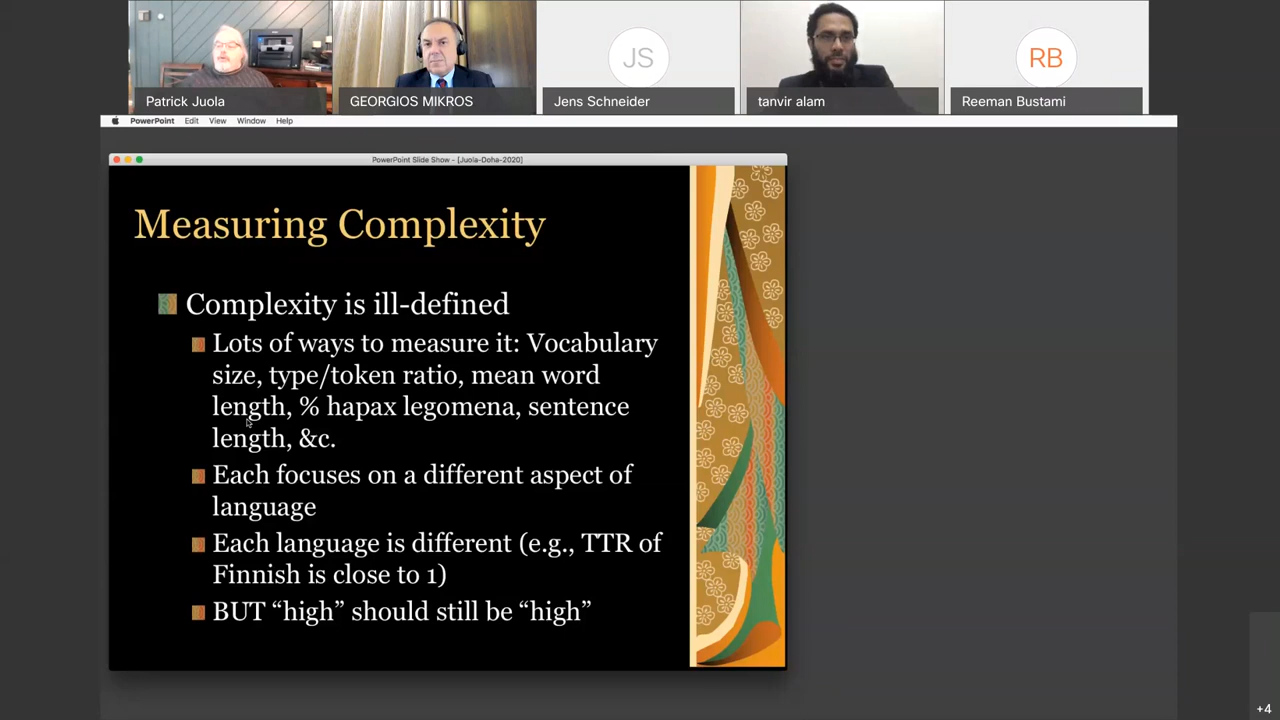 Patrick Juola
GEORGIOS MIKROS
JS
Jens Schneider
tanvir alam
RB
Reeman Bustami
PowerPoint Edit View Window Help
PowerPoint Slide Show - [Juola-Doha-2020]
Measuring Complexity
Complexity is ill-defined
Lots of ways to measure it: Vocabulary
size, type/token ratio, mean word
length, % hapax legomena, sentence
length, &c.
Each focuses on a different aspect of
language
Each language is different (e.g., TTR of
Finnish is close to 1)
BUT “high” should still be “high”
+4